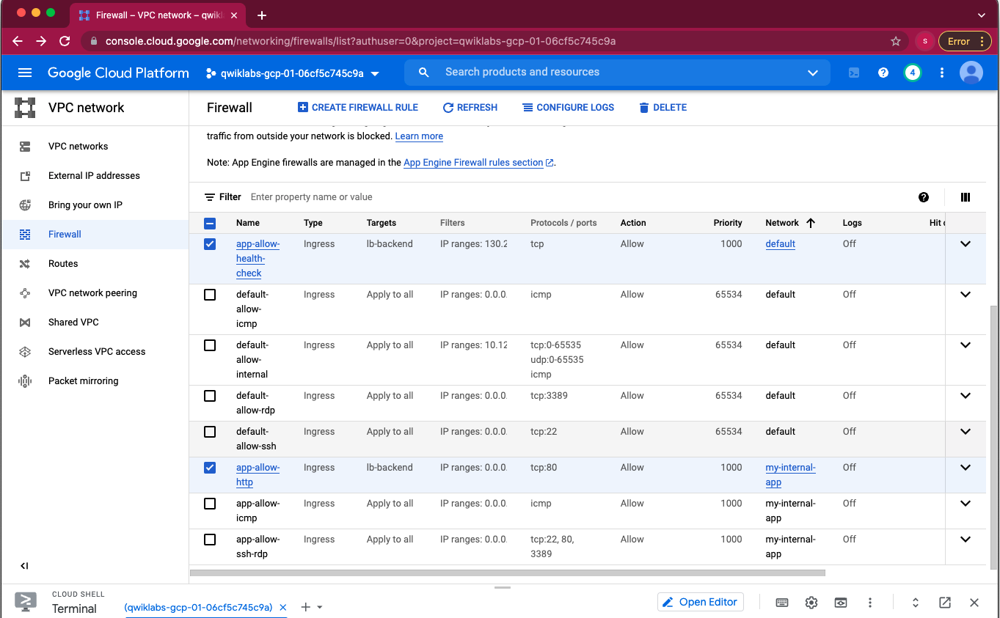 Firewall – VPC network – qwikl
console.cloud.google.com/networking/firewalls/list?authuser=0&project=qwiklabs-gcp-01-06cf5c745c9a
s
Error
Google Cloud Platform
qwiklabs-gcp-01-06cf5c745c9a
Search products and resources
4
VPC network
Firewall
CREATE FIREWALL RULE
REFRESH
CONFIGURE LOGS
DELETE
VPC networks
External IP addresses
Bring your own IP
Firewall
Routes
VPC network peering
Shared VPC
Serverless VPC access
Packet mirroring
traffic from outside your network is blocked. Learn more
Note: App Engine firewalls are managed in the App Engine Firewall rules section.
Filter Enter property name or value
Name Type Targets Filters Protocols / ports Action Priority Network Logs Hit
app-allow- Ingress lb-backend IP ranges: 130.2 tcp Allow 1000 default Off
health-
check
default- Ingress Apply to all IP ranges: 0.0.0. icmp Allow 65534 default Off
allow-
icmp
default- Ingress Apply to all IP ranges: 10.12 tcp:0-65535 Allow 65534 default Off
allow- udp:0-65535
internal icmp
default- Ingress Apply to all IP ranges: 0.0.0. tcp:3389 Allow 65534 default Off
allow-rdp
default- Ingress Apply to all IP ranges: 0.0.0. tcp:22 Allow 65534 default Off
allow-ssh
app-allow- Ingress lb-backend IP ranges: 0.0.0. tcp:80 Allow 1000 my-internal- Off
http app
app-allow- Ingress Apply to all IP ranges: 0.0.0. icmp Allow 1000 my-internal- Off
icmp app
app-allow- Ingress Apply to all IP ranges: 0.0.0. tcp:22, 80, Allow 1000 my-internal- Off
ssh-rdp 3389 app
CLOUD SHELL
Terminal
(qwiklabs-gcp-01-06cf5c745c9a)
Open Editor